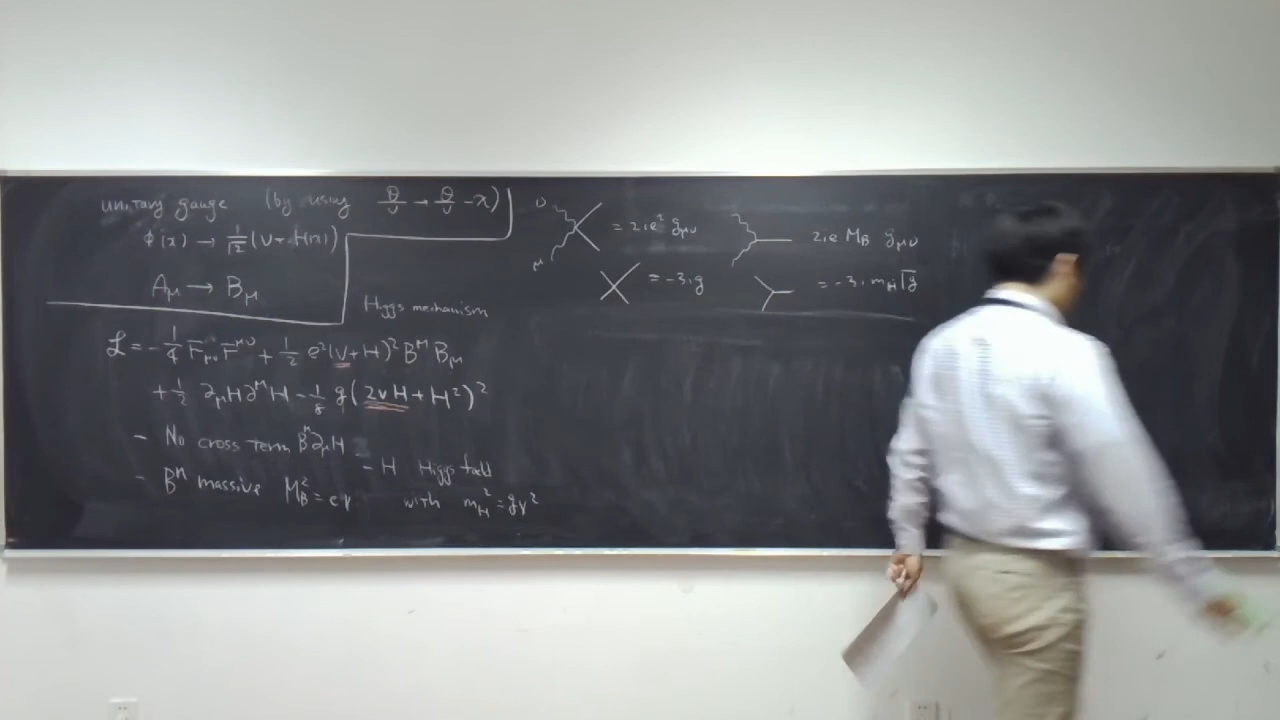 unitary gauge (by using θ/v → θ/v - χ)
φ(x) → 1/√2 (v + H(x))
A_μ → B_μ
Higgs mechanism
ℒ = - 1/4 F_μν F^μν + 1/2 e²(v+H)² B^μ B_μ
+ 1/2 ∂_μH ∂^μH - 1/8 g(2vH + H²)²
- No cross term B^μ∂_μH
- B^μ massive M_B² = ev
- H Higgs field
with m_H² = gv²
ν
μ
= 2ie² g_μν
2ie M_B g_μν
= -3ig
= -3i m_H √g